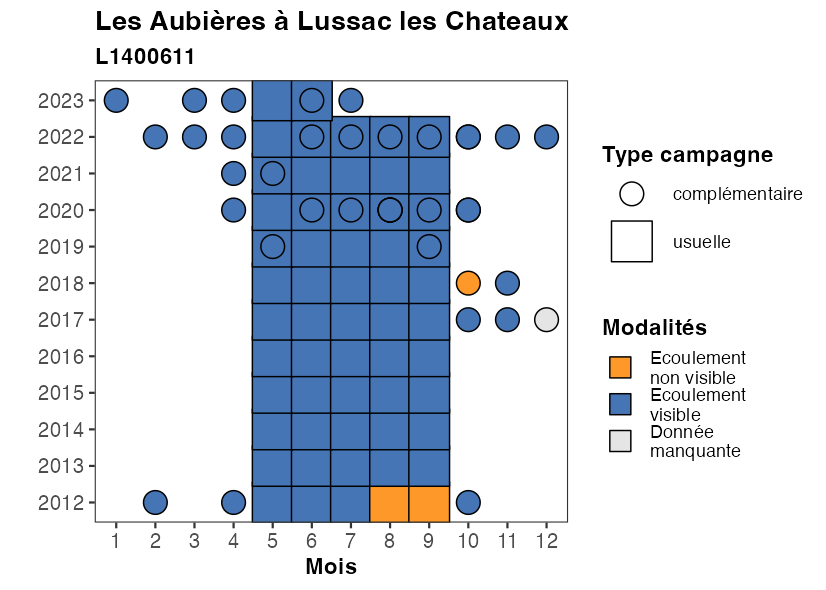 Les Aubières à Lussac les Chateaux
L1400611
2023
2022
2021
2020
2019
2018
2017
2016
2015
2014
2013
2012
1 2 3 4 5 6 7 8 9 10 11 12
Mois
Type campagne
complémentaire
usuelle
Modalités
Ecoulement
non visible
Ecoulement
visible
Donnée
manquante